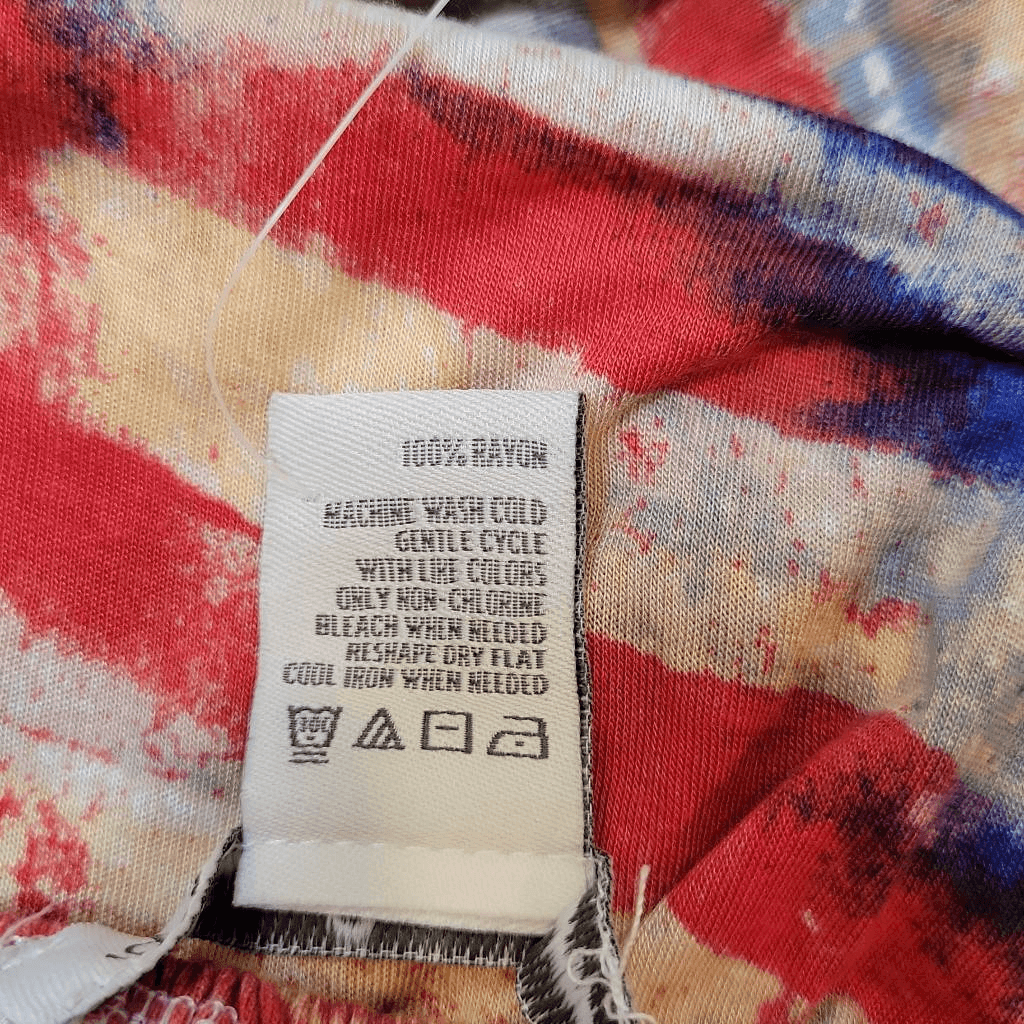 100% RAYON
MACHINE WASH COLD
GENTLE CYCLE
WITH LIKE COLORS
ONLY NON-CHLORINE
BLEACH WHEN NEEDED
RESHAPE DRY FLAT
COOL IRON WHEN NEEDED